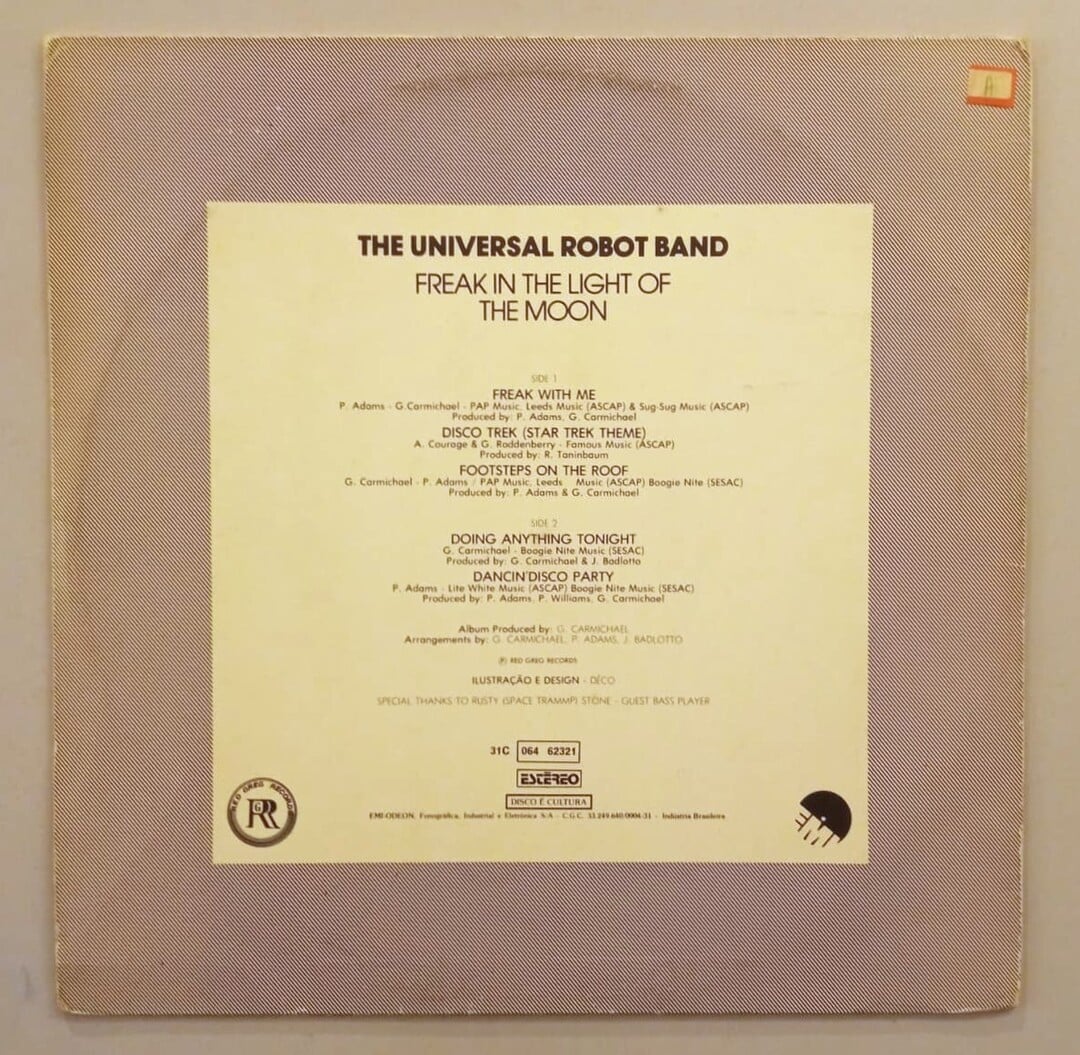 A
THE UNIVERSAL ROBOT BAND
FREAK IN THE LIGHT OF
THE MOON
SIDE 1
FREAK WITH ME
P. Adams - G.Carmichael - PAP Music, Leeds Music (ASCAP) & Sug-Sug Music (ASCAP)
Produced by: P. Adams, G. Carmichael
DISCO TREK (STAR TREK THEME)
A. Courage & G. Roddenberry - Famous Music (ASCAP)
Produced by: R. Taninbaum
FOOTSTEPS ON THE ROOF
G. Carmichael - P. Adams / PAP Music, Leeds Music (ASCAP) Boogie Nite (SESAC)
Produced by: P. Adams & G. Carmichael
SIDE 2
DOING ANYTHING TONIGHT
G. Carmichael - Boogie Nite Music (SESAC)
Produced by: G. Carmichael & J. Badlotto
DANCIN'DISCO PARTY
P. Adams - Lite White Music (ASCAP) Boogie Nite Music (SESAC)
Produced by: P. Adams, P. Williams, G. Carmichael
Album Produced by: G. CARMICHAEL
Arrangements by: G. CARMICHAEL, P. ADAMS, J. BADLOTTO
(P) RED GREG RECORDS
ILUSTRAÇÃO E DESIGN - DÉCO
SPECIAL THANKS TO RUSTY (SPACE TRAMMP) STONE - GUEST BASS PLAYER
31C 064 62321
ESTÉREO
DISCO É CULTURA
EMI-ODEON, Fonográfica, Industrial e Eletrônica S/A - C.G.C. 33.249.640/0004-31 - Indústria Brasileira
RED GREG RECORDS
RGR
EMI